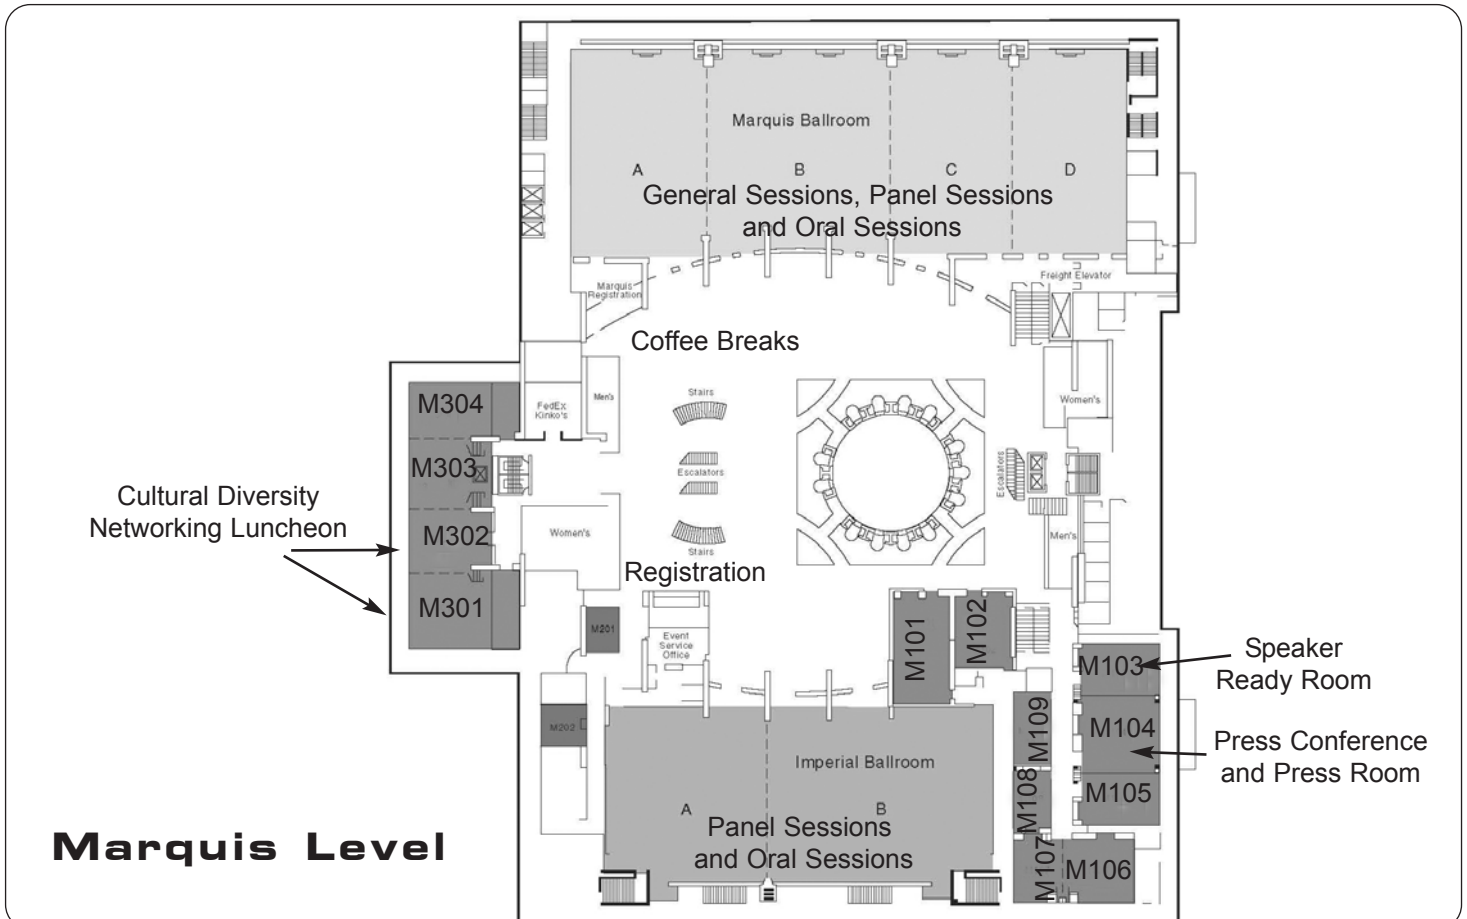 Marquis Ballroom
A
B
C
D
General Sessions, Panel Sessions
and Oral Sessions
Marquis
Registration
Freight Elevator
Coffee Breaks
M304
FedEx
Kinko's
Men's
Stairs
Women's
M303
Escalators
Escalators
Cultural Diversity
Networking Luncheon
M302
Women's
Men's
Stairs
Registration
M301
M201
Event
Service
Office
M101
M102
M103
Speaker
Ready Room
M202
M109
M104
Press Conference
and Press Room
Imperial Ballroom
A
B
M108
M105
Panel Sessions
and Oral Sessions
Marquis Level
M107
M106